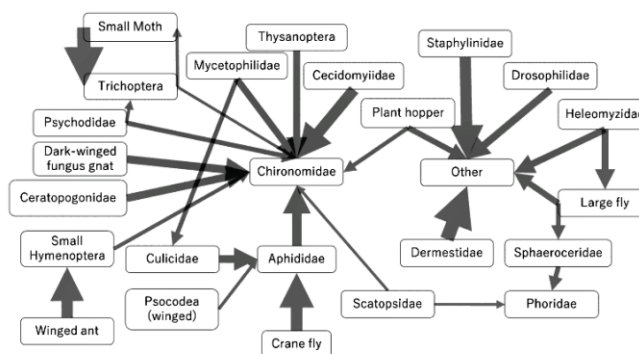 Small Moth
Thysanoptera
Staphylinidae
Mycetophilidae
Cecidomyiidae
Drosophilidae
Trichoptera
Plant hopper
Heleomyzidae
Psychodidae
Dark-winged
fungus gnat
Chironomidae
Other
Ceratopogonidae
Large fly
Small
Hymenoptera
Culicidae
Aphididae
Dermestidae
Sphaeroceridae
Psocodea
(winged)
Scatopsidae
Phoridae
Winged ant
Crane fly